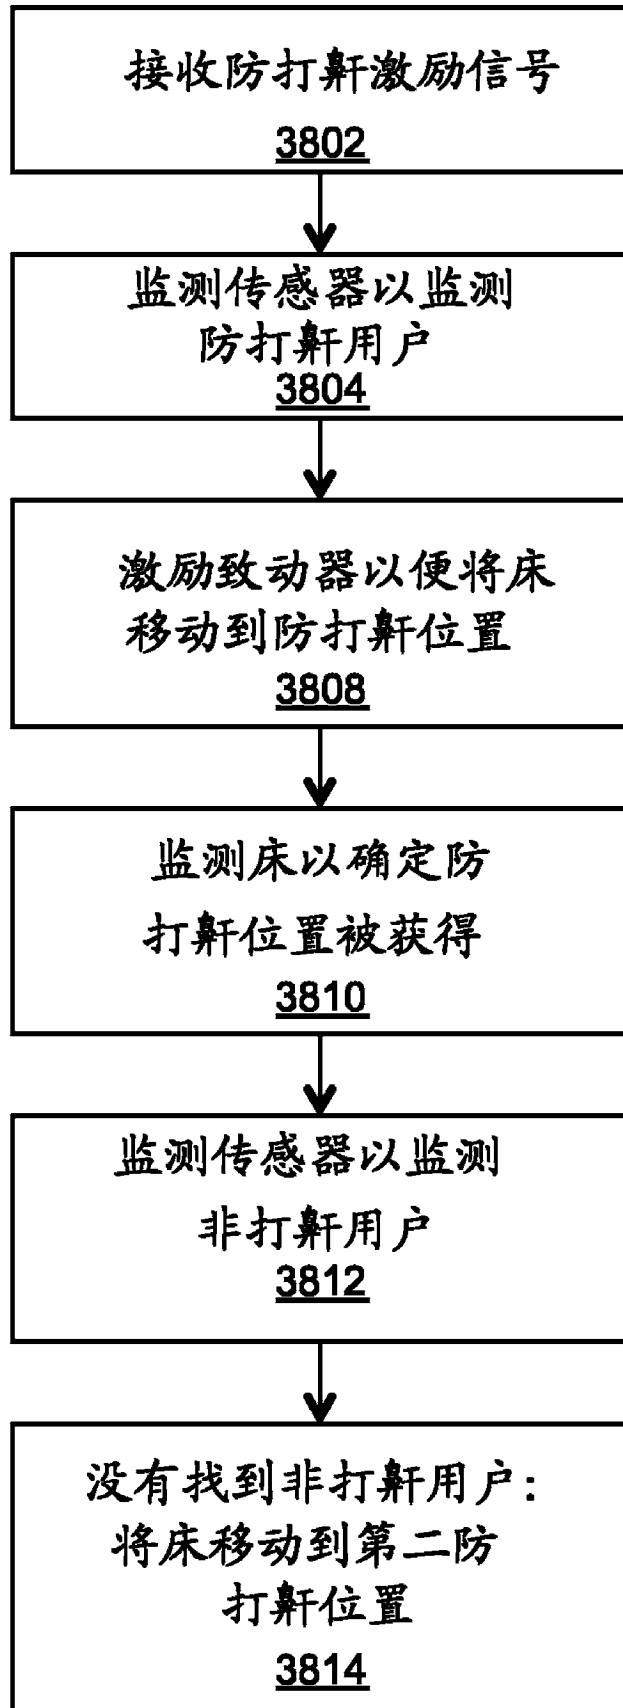 接收防打鼾激励信号
3802
监测传感器以监测
防打鼾用户
3804
激励致动器以便将床
移动到防打鼾位置
3808
监测床以确定防
打鼾位置被获得
3810
监测传感器以监测
非打鼾用户
3812
没有找到非打鼾用户:
将床移动到第二防
打鼾位置
3814